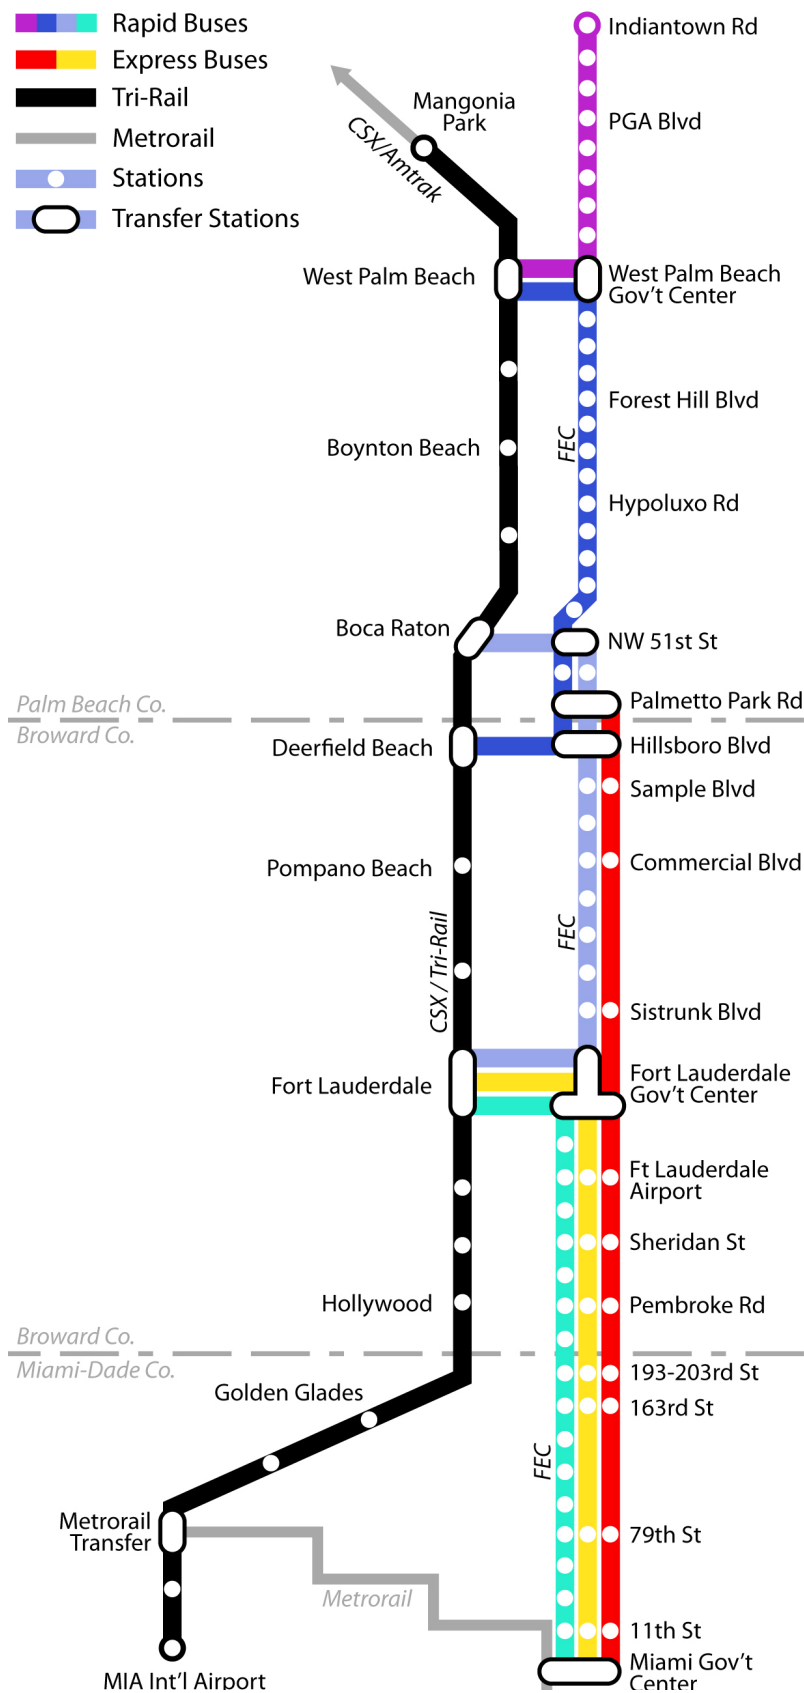 Rapid Buses
Express Buses
Tri-Rail
Metrorail
Stations
Transfer Stations
Indiantown Rd
Mangonia
Park
PGA Blvd
CSX/Amtrak
West Palm Beach
West Palm Beach
Gov't Center
Forest Hill Blvd
FEC
Boynton Beach
Hypoluxo Rd
Boca Raton
NW 51st St
Palm Beach Co.
Palmetto Park Rd
Broward Co.
Deerfield Beach
Hillsboro Blvd
Sample Blvd
Pompano Beach
Commercial Blvd
CSX / Tri-Rail
FEC
Sistrunk Blvd
Fort Lauderdale
Fort Lauderdale
Gov't Center
Ft Lauderdale
Airport
Sheridan St
Hollywood
Pembroke Rd
Broward Co.
Miami-Dade Co.
193-203rd St
Golden Glades
163rd St
FEC
Metrorail
Transfer
79th St
Metrorail
11th St
MIA Int'l Airport
Miami Gov't
Center